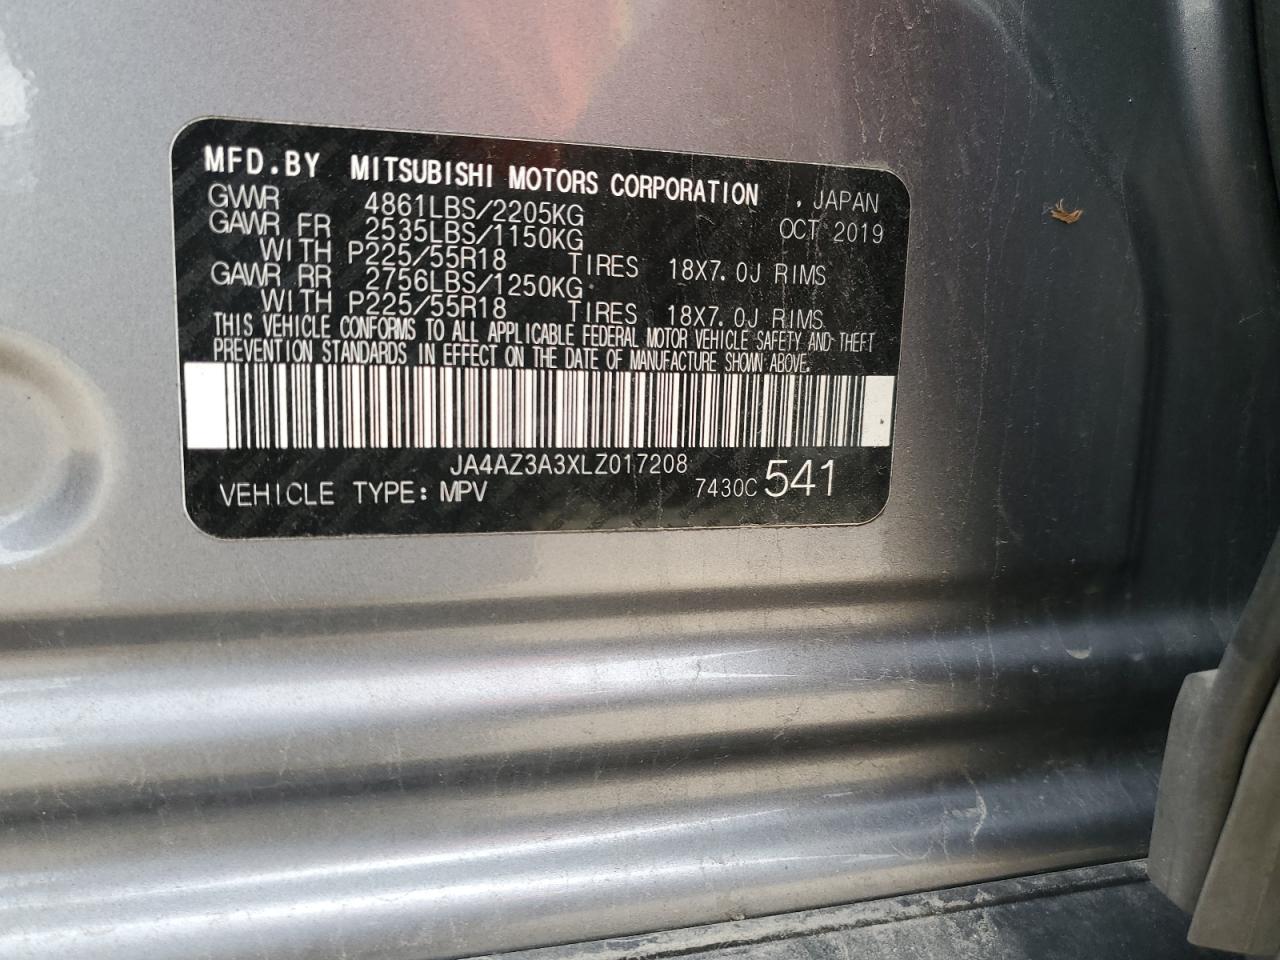 MFD.BY MITSUBISHI MOTORS CORPORATION , JAPAN
GVWR 4861LBS/2205KG OCT 2019
GAWR FR 2535LBS/1150KG
WITH P225/55R18 TIRES 18X7.0J RIMS
GAWR RR 2756LBS/1250KG
WITH P225/55R18 TIRES 18X7.0J RIMS
THIS VEHICLE CONFORMS TO ALL APPLICABLE FEDERAL MOTOR VEHICLE SAFETY AND THEFT
PREVENTION STANDARDS IN EFFECT ON THE DATE OF MANUFACTURE SHOWN ABOVE.
JA4AZ3A3XLZ017208
VEHICLE TYPE: MPV 7430C 541